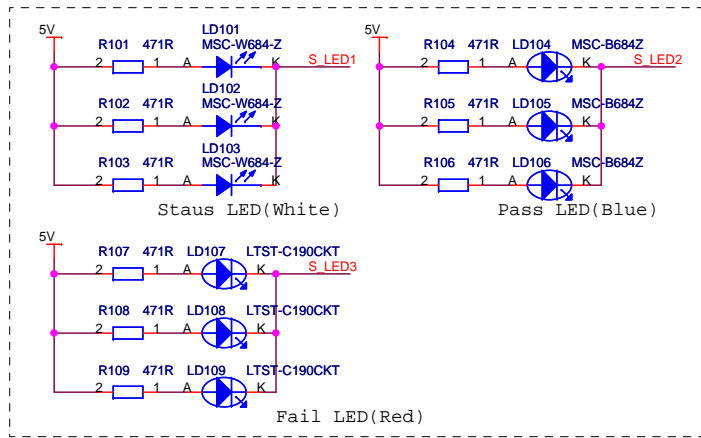 5V
R101 471R LD101 MSC-W684-Z
2 1 A K S_LED1
R102 471R LD102 MSC-W684-Z
2 1 A K
R103 471R LD103 MSC-W684-Z
2 1 A K
Staus LED(White)
5V
R104 471R LD104 MSC-B684Z
2 1 A K S_LED2
R105 471R LD105 MSC-B684Z
2 1 A K
R106 471R LD106 MSC-B684Z
2 1 A K
Pass LED(Blue)
5V
R107 471R LD107 LTST-C190CKT
2 1 A K S_LED3
R108 471R LD108 LTST-C190CKT
2 1 A K
R109 471R LD109 LTST-C190CKT
2 1 A K
Fail LED(Red)